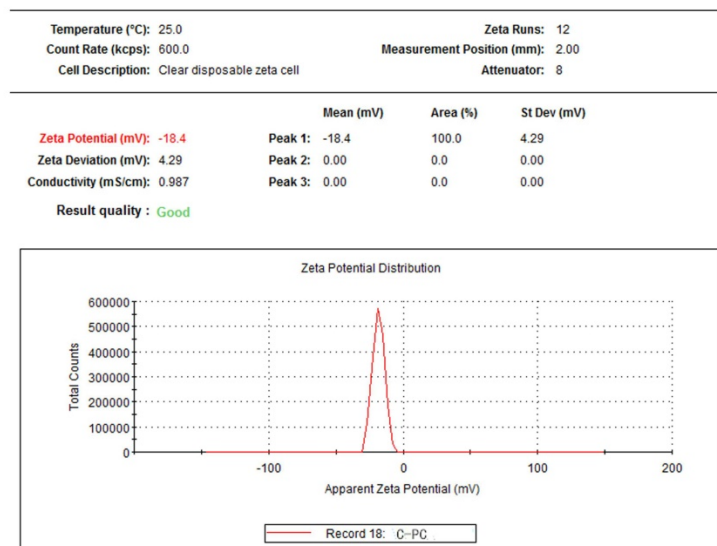 Temperature (°C): 25.0 Zeta Runs: 12
Count Rate (kcps): 600.0 Measurement Position (mm): 2.00
Cell Description: Clear disposable zeta cell Attenuator: 8
Mean (mV) Area (%) St Dev (mV)
Zeta Potential (mV): -18.4 Peak 1: -18.4 100.0 4.29
Zeta Deviation (mV): 4.29 Peak 2: 0.00 0.0 0.00
Conductivity (mS/cm): 0.987 Peak 3: 0.00 0.0 0.00
Result quality : Good
Zeta Potential Distribution
600000
500000
400000
300000
200000
100000
0
Total Counts
-100 0 100 200
Apparent Zeta Potential (mV)
Record 18: C-PC